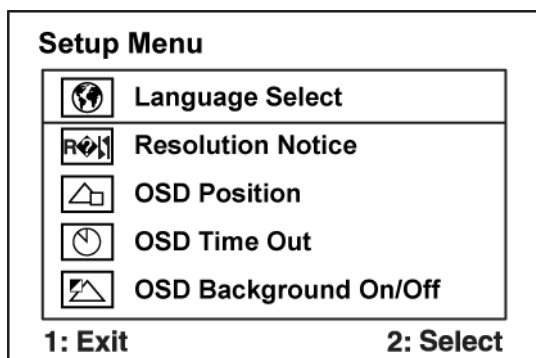 Setup Menu
Language Select
Resolution Notice
OSD Position
OSD Time Out
OSD Background On/Off
1: Exit 2: Select